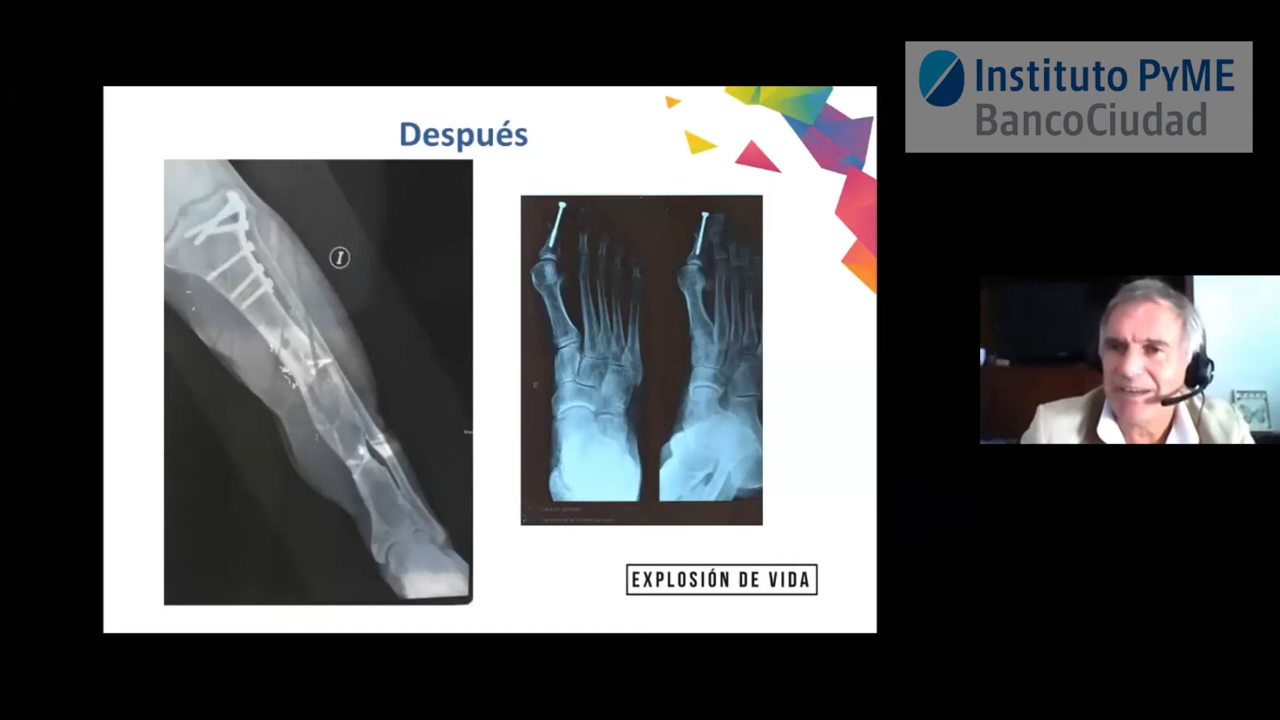 Instituto PyME
BancoCiudad
Después
I
EXPLOSIÓN DE VIDA